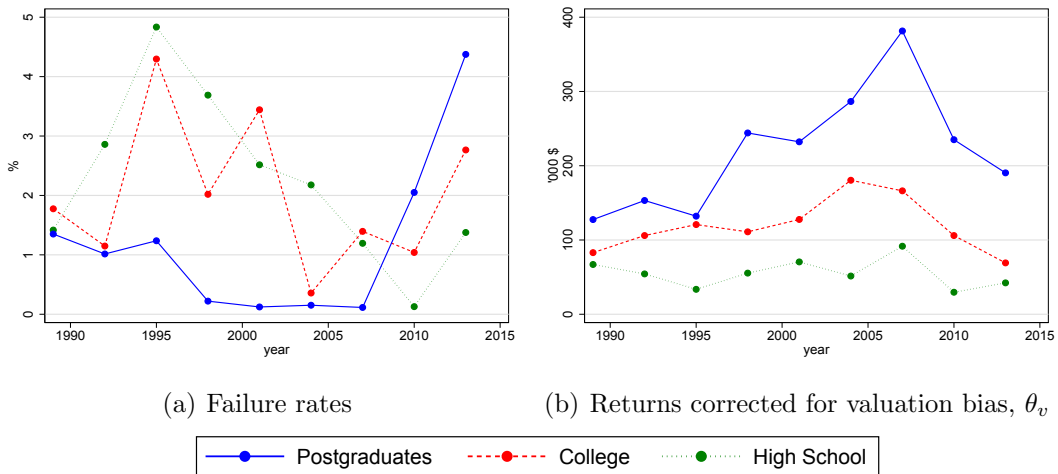 5
4
3
2
1
0
%
1990 1995 2000 2005 2010 2015
year
(a) Failure rates
400
300
200
100
0
'000 $
1990 1995 2000 2005 2010 2015
year
(b) Returns corrected for valuation bias, θv
Postgraduates College High School